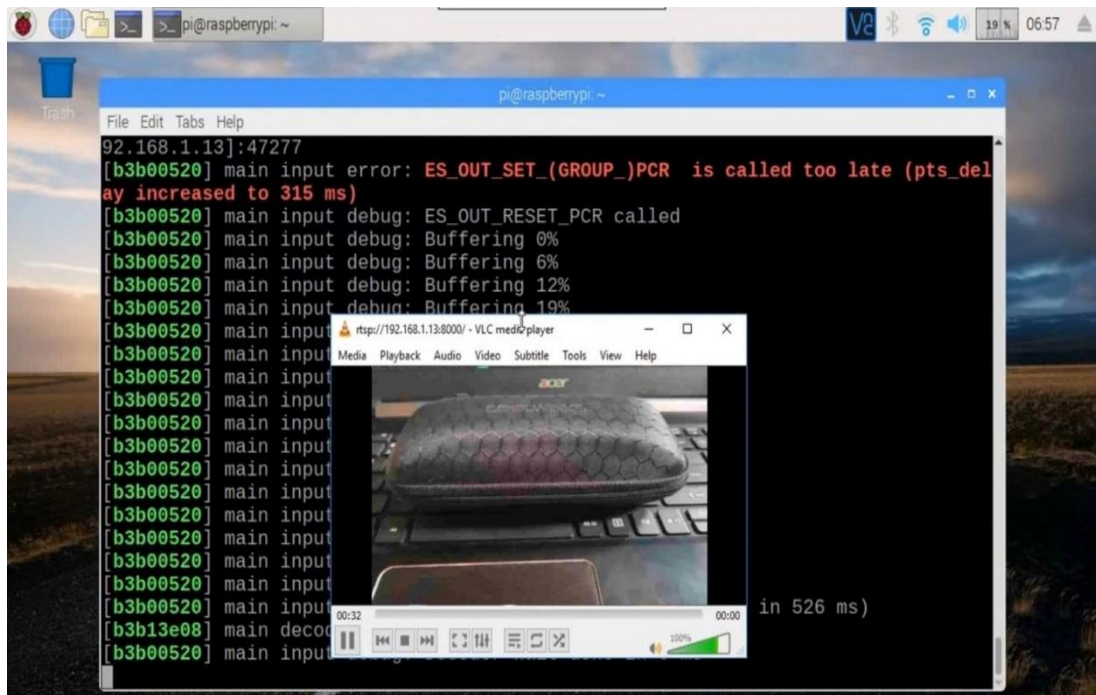 pi@raspberrypi: ~
19 %
06:57
Trash
pi@raspberrypi: ~
File Edit Tabs Help
92.168.1.13]:47277
[b3b00520] main input error: ES_OUT_SET_(GROUP_)PCR is called too late (pts_del
ay increased to 315 ms)
[b3b00520] main input debug: ES_OUT_RESET_PCR called
[b3b00520] main input debug: Buffering 0%
[b3b00520] main input debug: Buffering 6%
[b3b00520] main input debug: Buffering 12%
[b3b00520] main input debug: Buffering 19%
[b3b00520] main input
[b3b00520] main input
[b3b00520] main input
[b3b00520] main input
[b3b00520] main input
[b3b00520] main input
[b3b00520] main input
[b3b00520] main input
[b3b00520] main input
[b3b00520] main input
[b3b00520] main input
[b3b00520] main input
[b3b00520] main input in 526 ms)
[b3b13e08] main deco
[b3b00520] main input
rtsp://192.168.1.13:8000/ - VLC media player
Media Playback Audio Video Subtitle Tools View Help
acer
00:32
00:00
100%